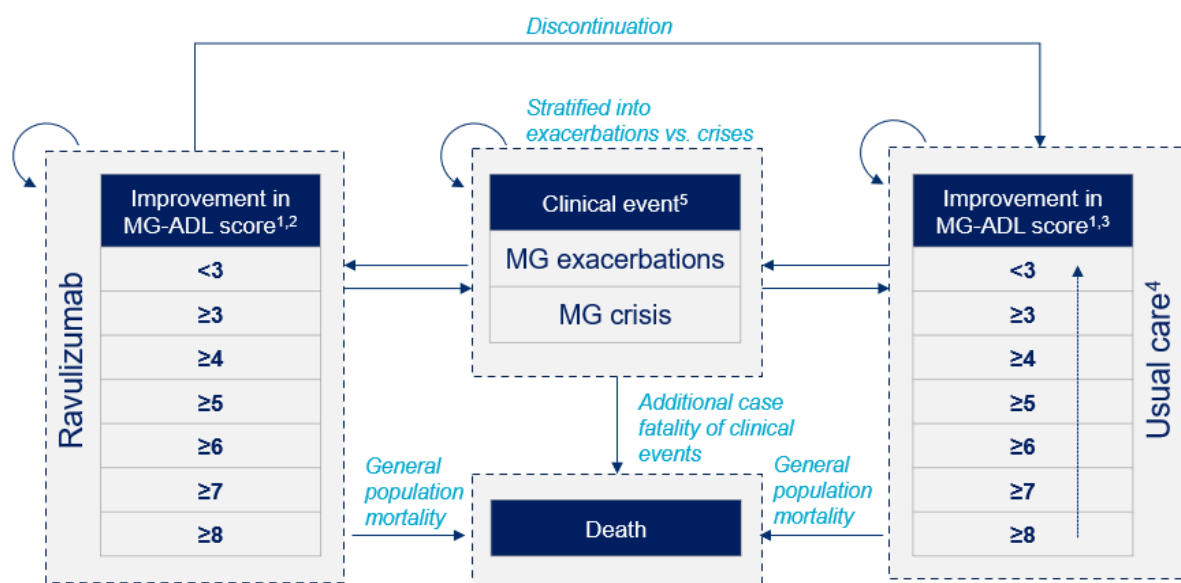 Discontinuation
Stratified into
exacerbations vs. crises
Ravulizumab
Improvement in
MG-ADL score1,2
<3
≥3
≥4
≥5
≥6
≥7
≥8
Clinical event5
MG exacerbations
MG crisis
Improvement in
MG-ADL score1,3
<3
≥3
≥4
≥5
≥6
≥7
≥8
Usual care4
Additional case
fatality of clinical
events
General
population
mortality
General
population
mortality
Death